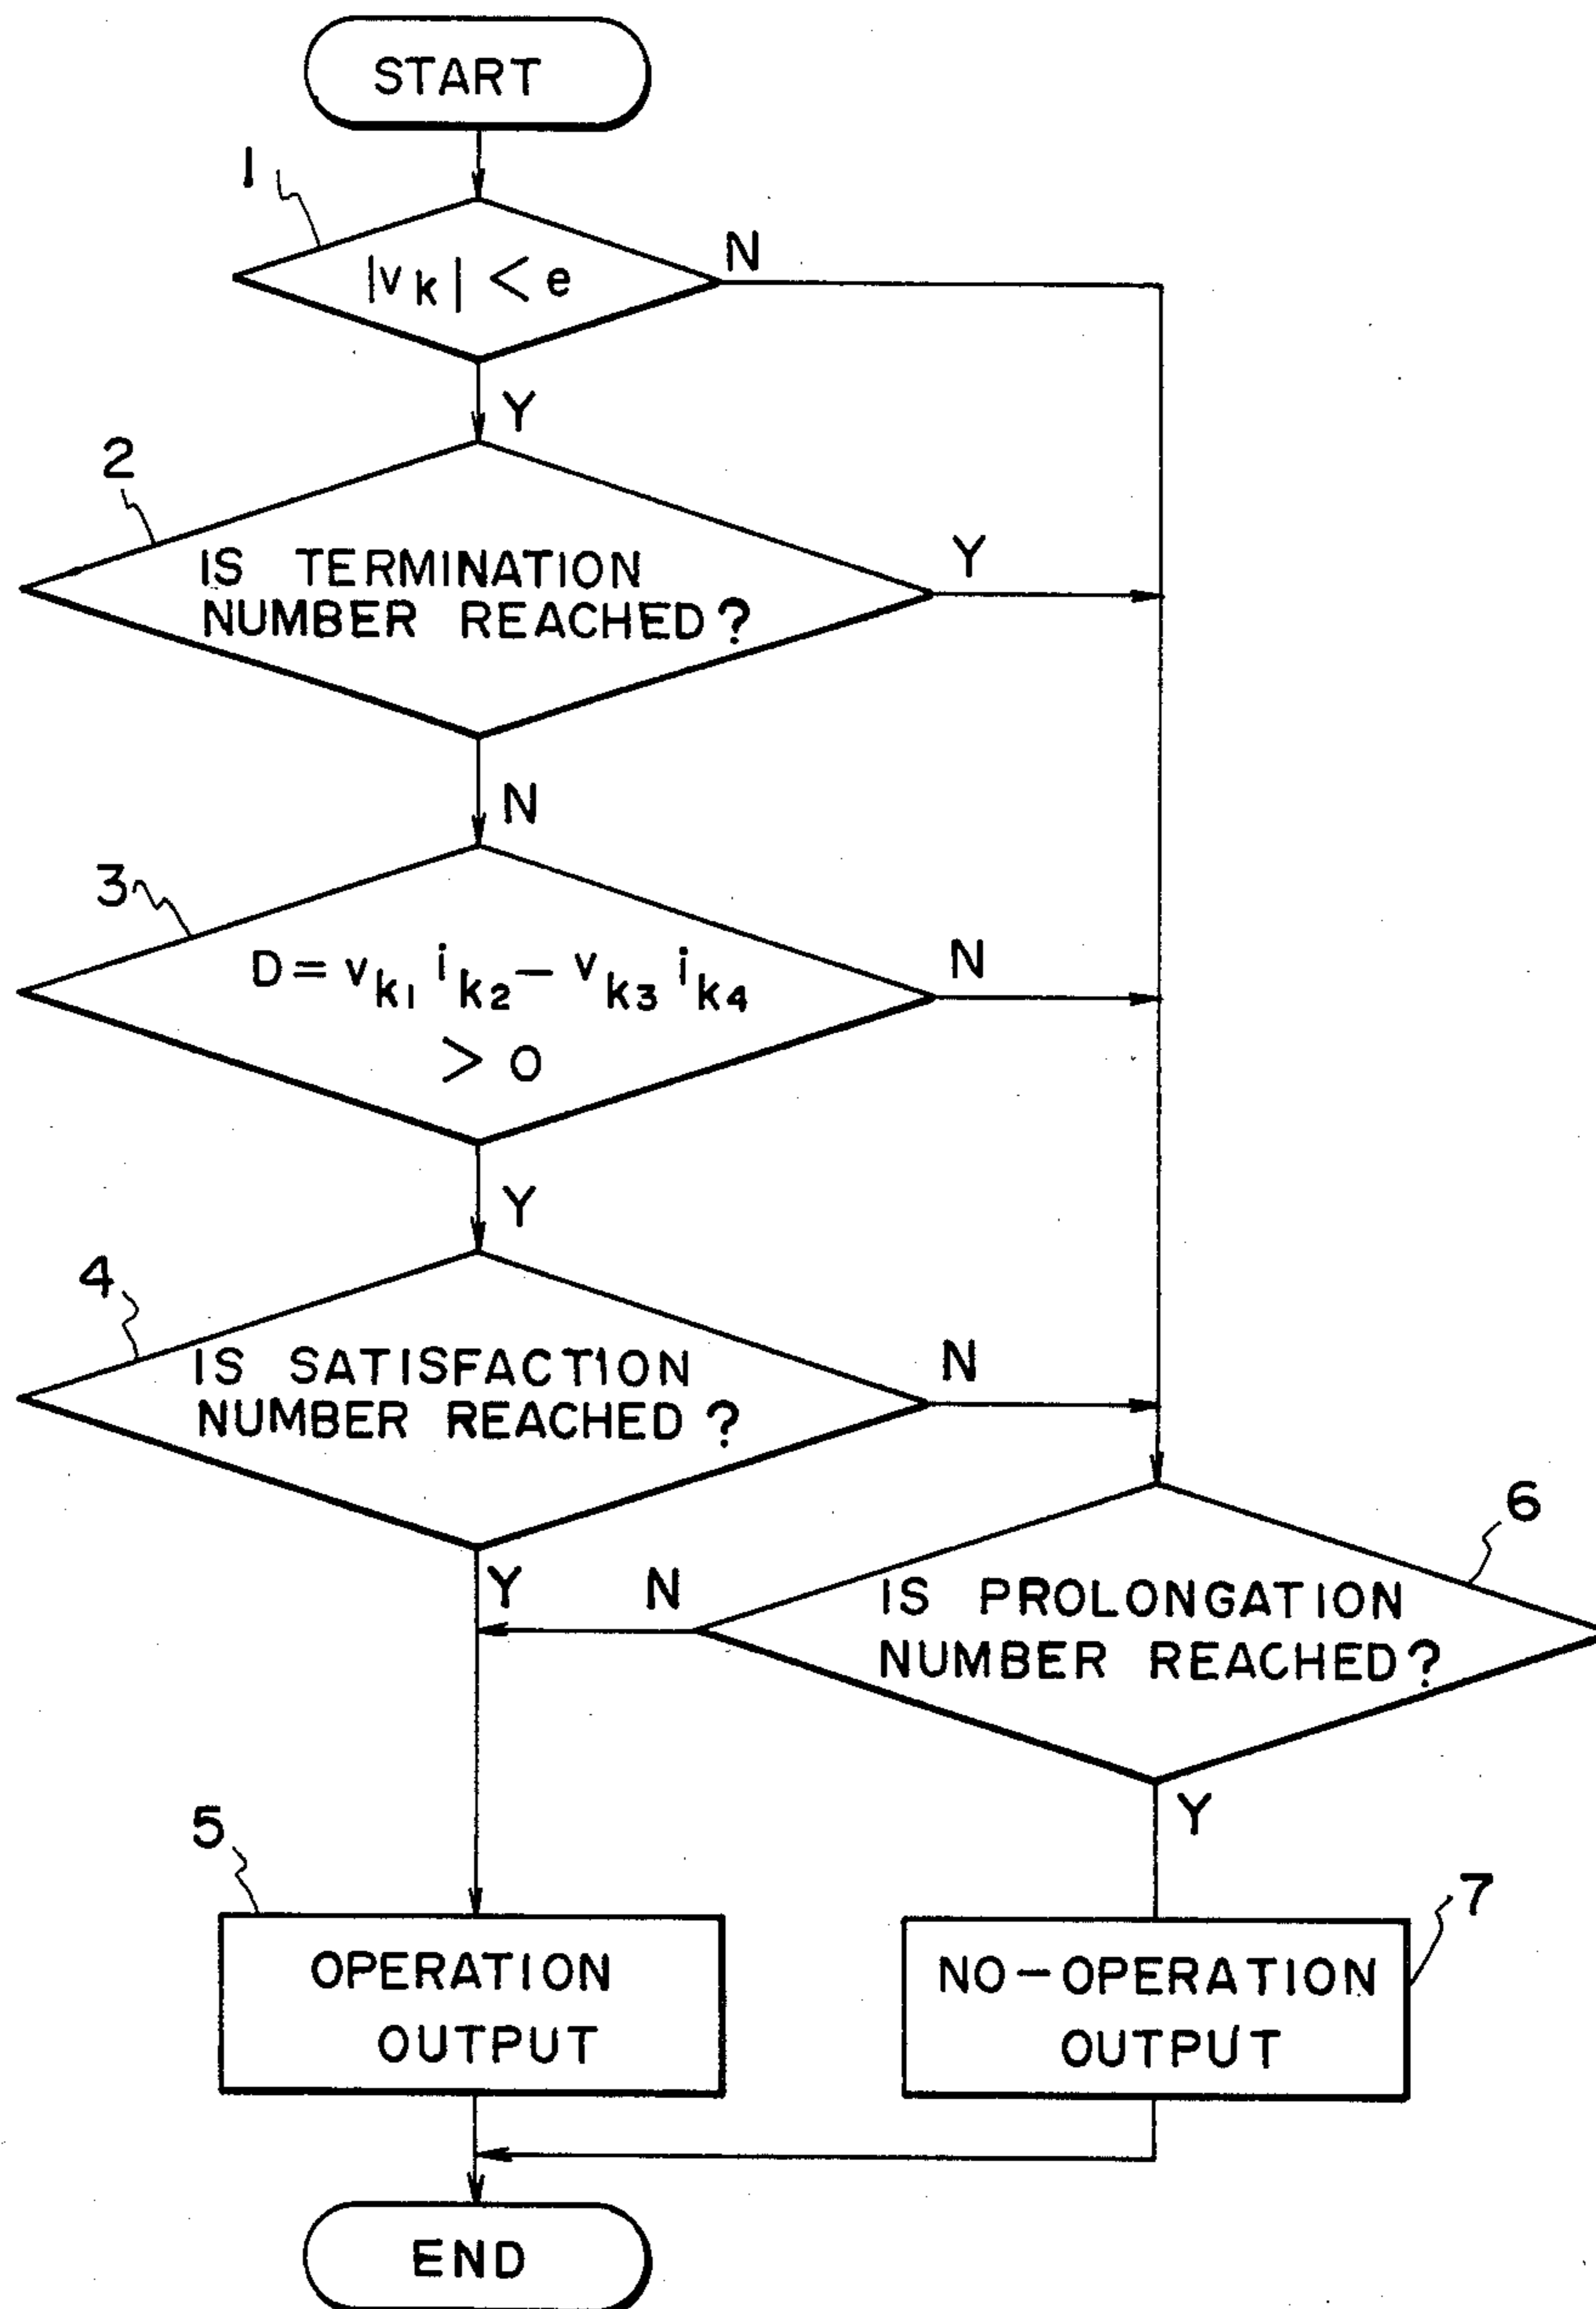 START
1
|vk| < e
N
Y
2
IS TERMINATION
NUMBER REACHED?
Y
N
3
D = vk1 ik2 - vk3 ik4
> 0
N
Y
4
IS SATISFACTION
NUMBER REACHED?
N
Y
N
6
IS PROLONGATION
NUMBER REACHED?
Y
5
OPERATION
OUTPUT
7
NO-OPERATION
OUTPUT
END